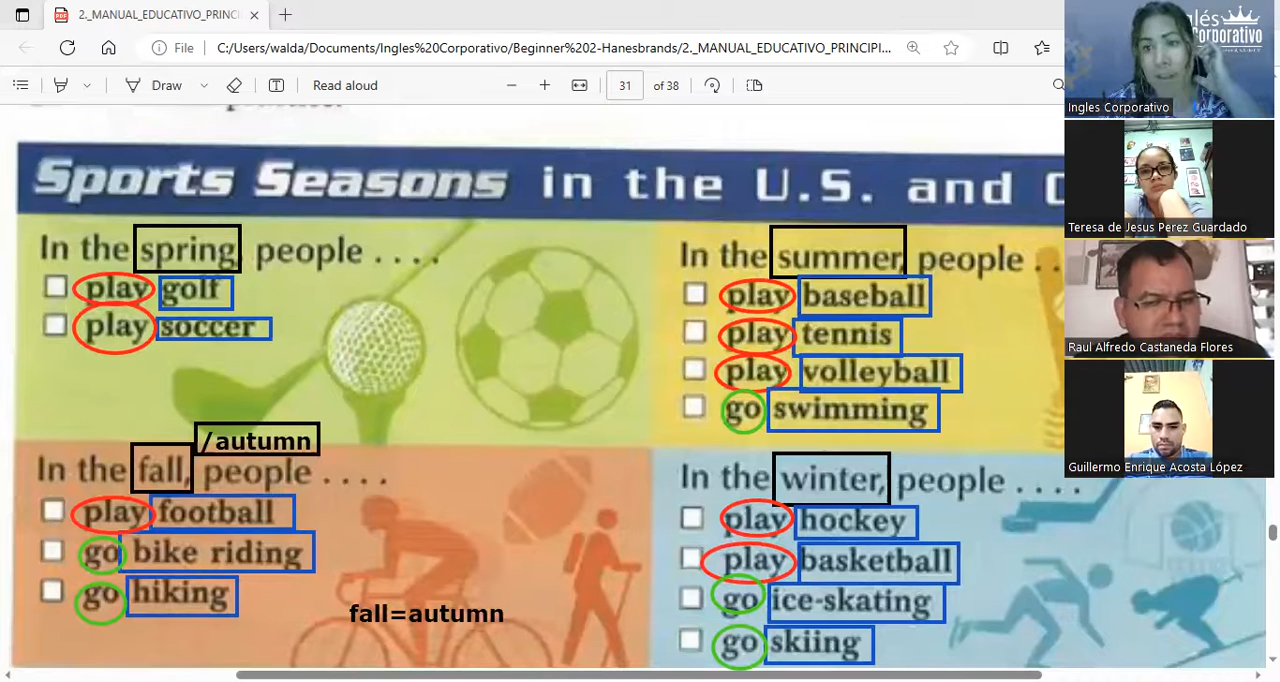 2._MANUAL_EDUCATIVO_PRINCI
File
C:/Users/walda/Documents/Ingles%20Corporativo/Beginner%202-Hanesbrands/2._MANUAL_EDUCATIVO_PRINCIPI...
Draw
Read aloud
31 of 38
Sports Seasons in the U.S. and
In the spring, people ....
play golf
play soccer
In the summer, people ..
play baseball
play tennis
play volleyball
go swimming
/autumn
In the fall, people ....
play football
go bike riding
go hiking
fall=autumn
In the winter, people ....
play hockey
play basketball
go ice-skating
go skiing
glés
Corporativo
Ingles Corporativo
Teresa de Jesus Perez Guardado
Raul Alfredo Castaneda Flores
Guillermo Enrique Acosta López